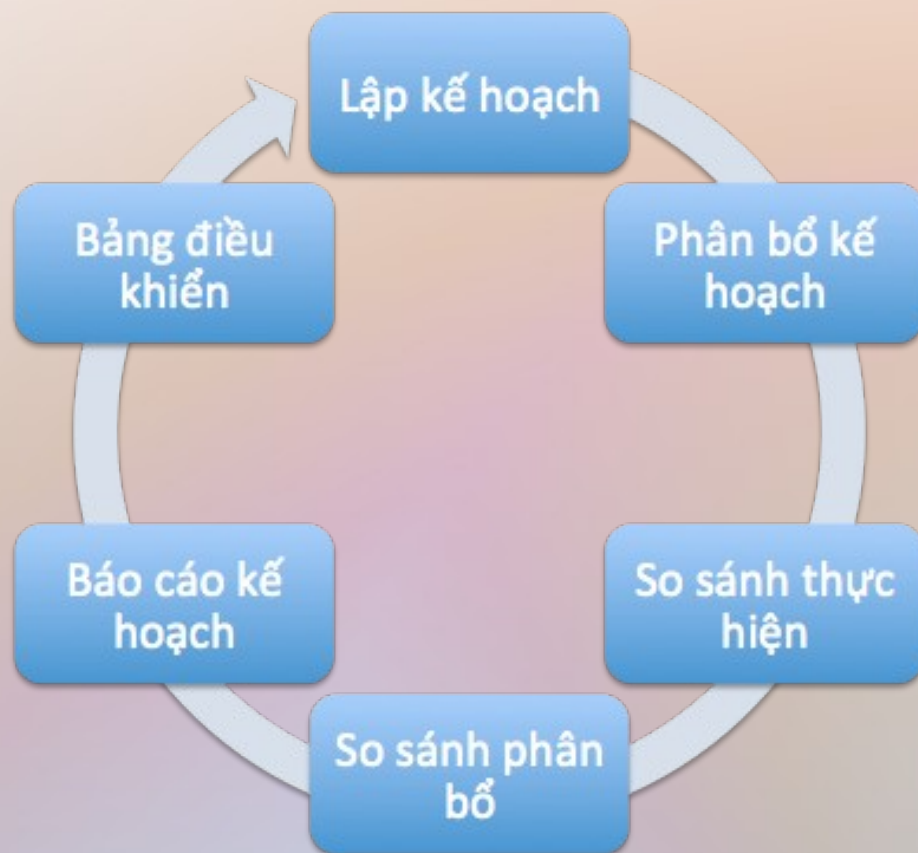 Lập kế hoạch
Phân bổ kế
hoạch
So sánh thực
hiện
So sánh phân
bổ
Báo cáo kế
hoạch
Bảng điều
khiển